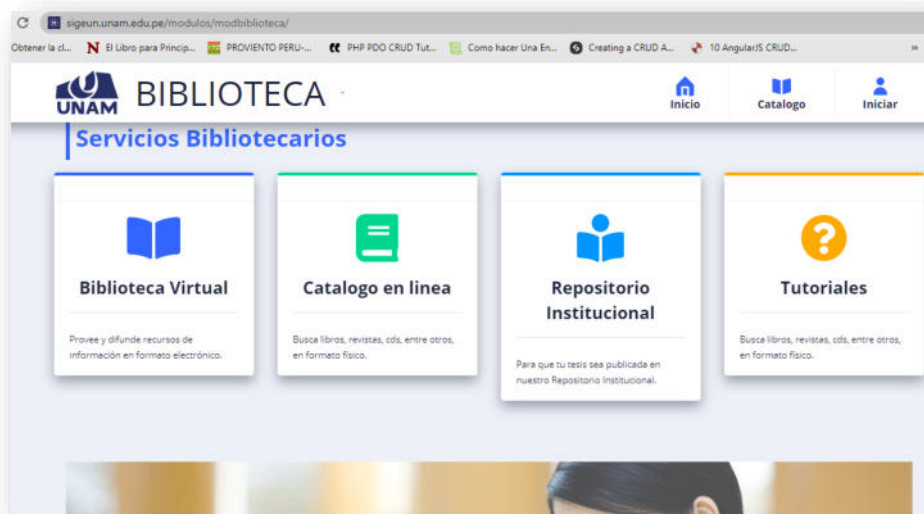 sigeun.unam.edu.pe/modulos/modbiblioteca/
Obtener la cl...
El Libro para Princip...
PROVIENTO PERU-...
PHP PDO CRUD Tut...
Como hacer Una En...
Creating a CRUD A...
10 AngularJS CRUD...
»
UNAM
BIBLIOTECA
Inicio
Catalogo
Iniciar
Servicios Bibliotecarios
Biblioteca Virtual
Provee y difunde recursos de
información en formato electrónico.
Catalogo en linea
Busca libros, revistas, cds, entre otros,
en formato físico.
Repositorio
Institucional
Para que tu tesis sea publicada en
nuestro Repositorio Institucional.
Tutoriales
Busca libros, revistas, cds, entre otros,
en formato físico.